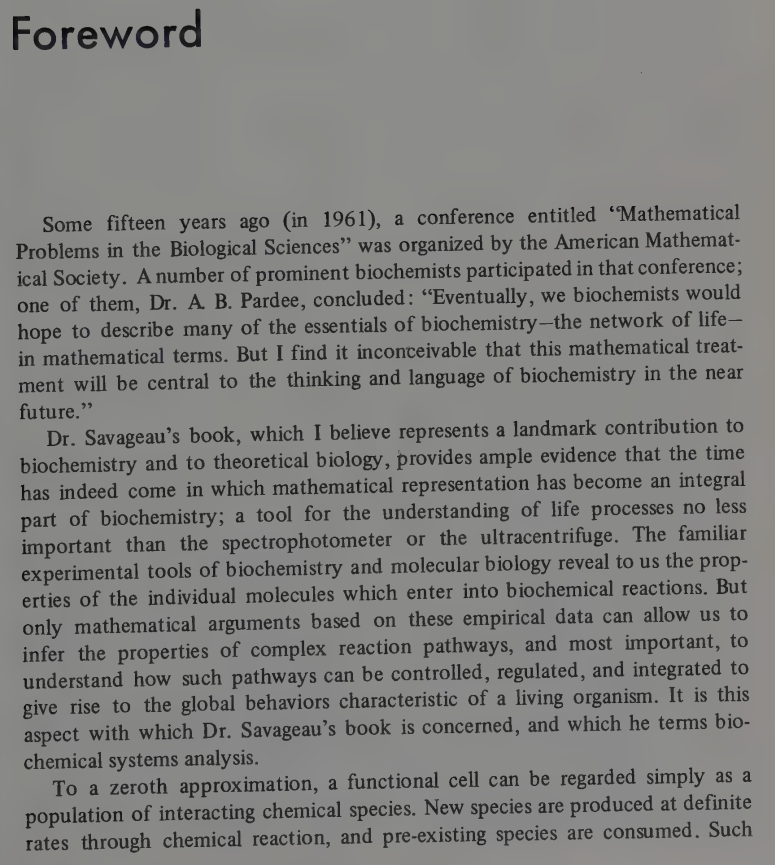 Foreword
Some fifteen years ago (in 1961), a conference entitled “Mathematical
Problems in the Biological Sciences” was organized by the American Mathemat-
ical Society. A number of prominent biochemists participated in that conference;
one of them, Dr. A. B. Pardee, concluded: “Eventually, we biochemists would
hope to describe many of the essentials of biochemistry—the network of life—
in mathematical terms. But I find it inconceivable that this mathematical treat-
ment will be central to the thinking and language of biochemistry in the near
future.”
Dr. Savageau’s book, which I believe represents a landmark contribution to
biochemistry and to theoretical biology, provides ample evidence that the time
has indeed come in which mathematical representation has become an integral
part of biochemistry; a tool for the understanding of life processes no less
important than the spectrophotometer or the ultracentrifuge. The familiar
experimental tools of biochemistry and molecular biology reveal to us the prop-
erties of the individual molecules which enter into biochemical reactions. But
only mathematical arguments based on these empirical data can allow us to
infer the properties of complex reaction pathways, and most important, to
understand how such pathways can be controlled, regulated, and integrated to
give rise to the global behaviors characteristic of a living organism. It is this
aspect with which Dr. Savageau’s book is concerned, and which he terms bio-
chemical systems analysis.
To a zeroth approximation, a functional cell can be regarded simply as a
population of interacting chemical species. New species are produced at definite
rates through chemical reaction, and pre-existing species are consumed. Such